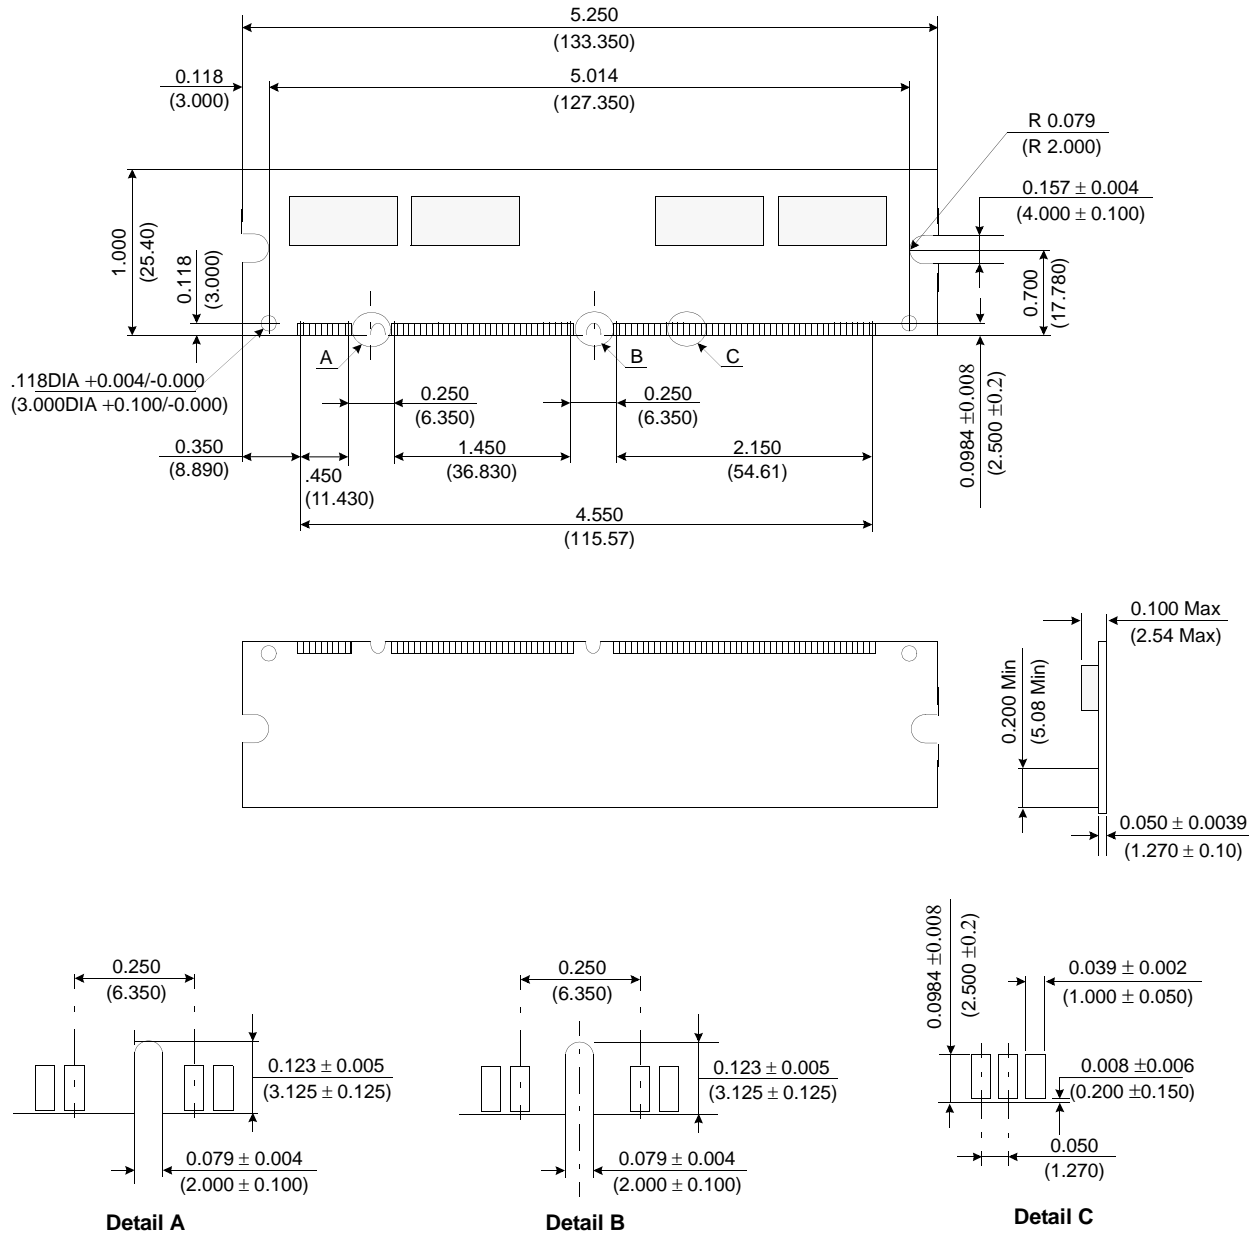 5.250
(133.350)
0.118
(3.000)
5.014
(127.350)
R 0.079
(R 2.000)
0.157 ± 0.004
(4.000 ± 0.100)
1.000
(25.40)
0.118
(3.000)
0.700
(17.780)
A
B
C
.118DIA +0.004/-0.000
(3.000DIA +0.100/-0.000)
0.250
(6.350)
0.250
(6.350)
0.0984 ±0.008
(2.500 ±0.2)
0.350
(8.890)
.450
(11.430)
1.450
(36.830)
2.150
(54.61)
4.550
(115.57)
0.100 Max
(2.54 Max)
0.200 Min
(5.08 Min)
0.050 ± 0.0039
(1.270 ± 0.10)
0.250
(6.350)
0.123 ± 0.005
(3.125 ± 0.125)
0.079 ± 0.004
(2.000 ± 0.100)
Detail A
0.250
(6.350)
0.123 ± 0.005
(3.125 ± 0.125)
0.079 ± 0.004
(2.000 ± 0.100)
Detail B
0.0984 ±0.008
(2.500 ±0.2)
0.039 ± 0.002
(1.000 ± 0.050)
0.008 ±0.006
(0.200 ±0.150)
0.050
(1.270)
Detail C